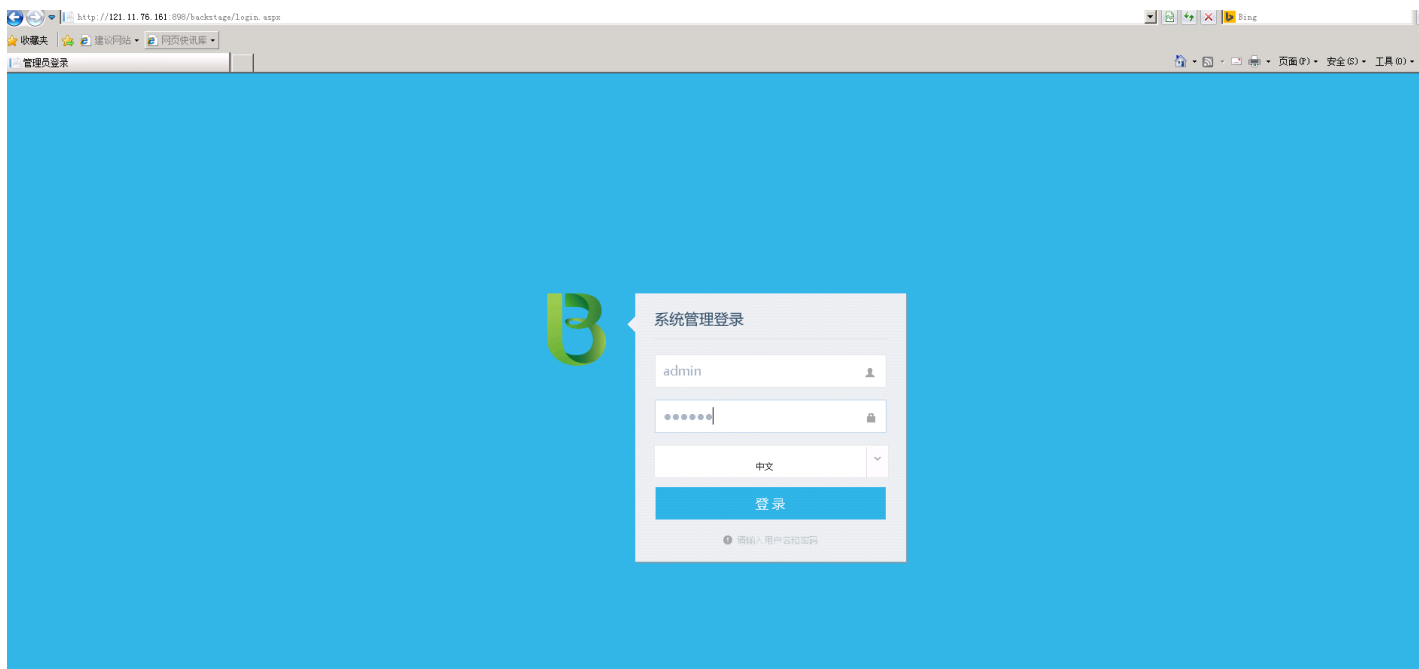 http://121.11.76.161:898/backstage/login.aspx
Bing
收藏夹 建议网站 网页快讯库
管理员登录
页面(P) 安全(S) 工具(O)
系统管理登录
admin
中文
登录
请输入用户名和密码